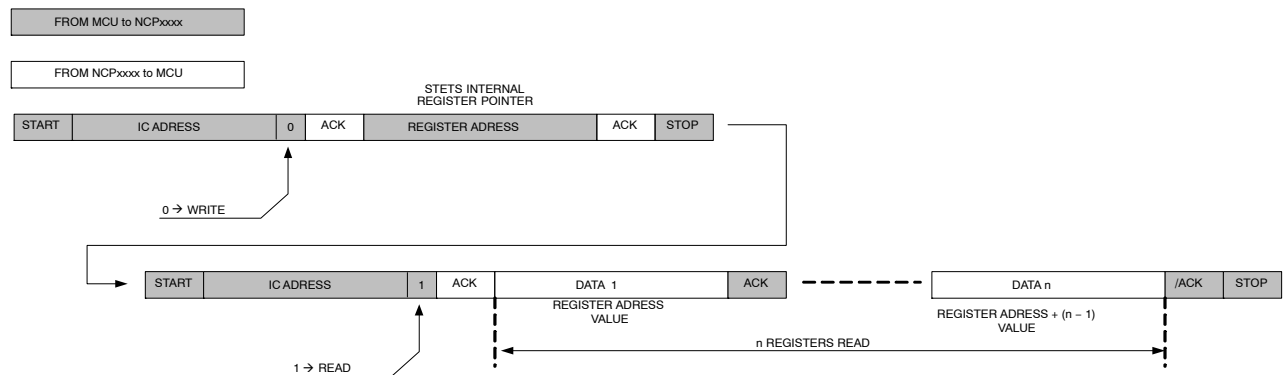 FROM MCU to NCPxxxx
FROM NCPxxxx to MCU
STETS INTERNAL
REGISTER POINTER
START IC ADRESS 0 ACK REGISTER ADRESS ACK STOP
0 → WRITE
START IC ADRESS 1 ACK DATA 1 ACK DATA n /ACK STOP
REGISTER ADRESS
VALUE
REGISTER ADRESS + (n − 1)
VALUE
n REGISTERS READ
1 → READ